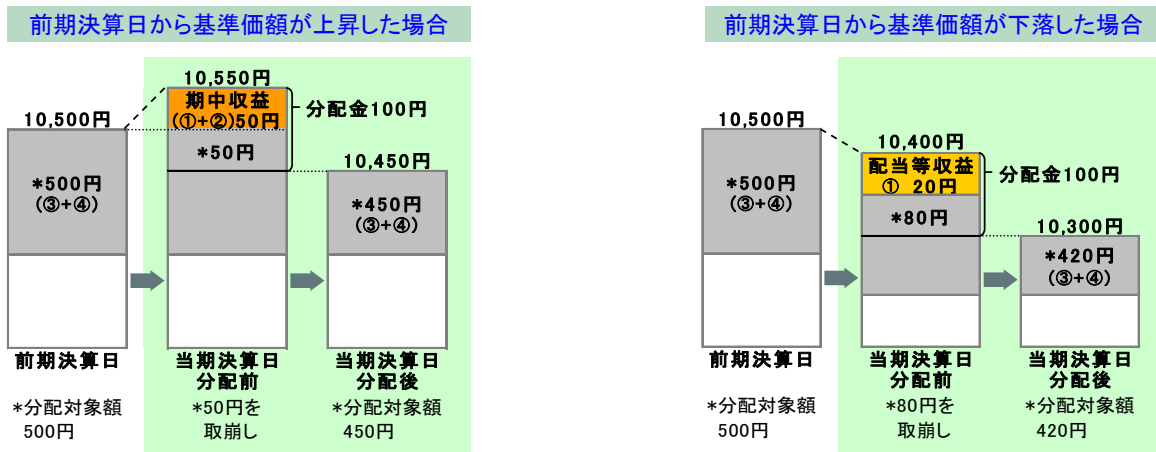 前期決算日から基準価額が上昇した場合
10,550円
期中収益
(①+②)50円
分配金100円
10,500円
*50円
10,450円
*500円
(③+④)
*450円
(③+④)
前期決算日
当期決算日
分配前
当期決算日
分配後
*分配対象額
500円
*50円を
取崩し
*分配対象額
450円
前期決算日から基準価額が下落した場合
10,500円
10,400円
配当等収益
① 20円
分配金100円
*500円
(③+④)
*80円
10,300円
*420円
(③+④)
前期決算日
当期決算日
分配前
当期決算日
分配後
*分配対象額
500円
*80円を
取崩し
*分配対象額
420円